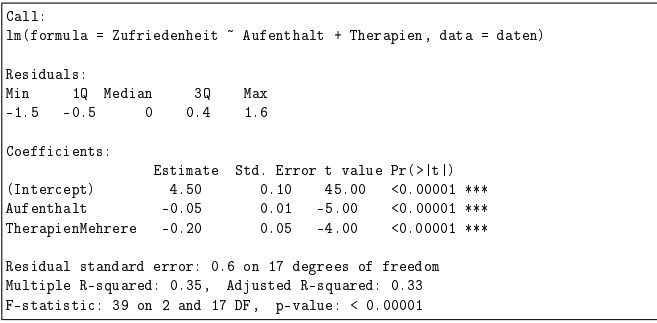 Call:
lm(formula = Zufriedenheit ~ Aufenthalt + Therapien, data = daten)
Residuals:
Min 1Q Median 3Q Max
-1.5 -0.5 0 0.4 1.6
Coefficients:
Estimate Std. Error t value Pr(>|t|)
(Intercept) 4.50 0.10 45.00 <0.00001 ***
Aufenthalt -0.05 0.01 -5.00 <0.00001 ***
TherapienMehrere -0.20 0.05 -4.00 <0.00001 ***
Residual standard error: 0.6 on 17 degrees of freedom
Multiple R-squared: 0.35, Adjusted R-squared: 0.33
F-statistic: 39 on 2 and 17 DF, p-value: < 0.00001